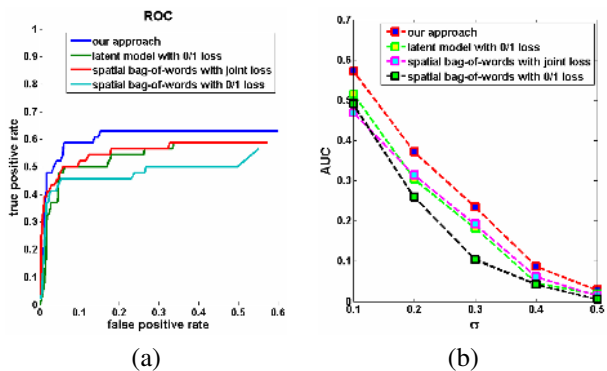 ROC
our approach
latent model with 0/1 loss
spatial bag-of-words with joint loss
spatial bag-of-words with 0/1 loss
true positive rate
1
0.9
0.8
0.7
0.6
0.5
0.4
0.3
0.2
0.1
0
0 0.1 0.2 0.3 0.4 0.5 0.6
false positive rate
(a)
our approach
latent model with 0/1 loss
spatial bag-of-words with joint loss
spatial bag-of-words with 0/1 loss
AUC
0.7
0.6
0.5
0.4
0.3
0.2
0.1
0
0.1 0.2 0.3 0.4 0.5
σ
(b)